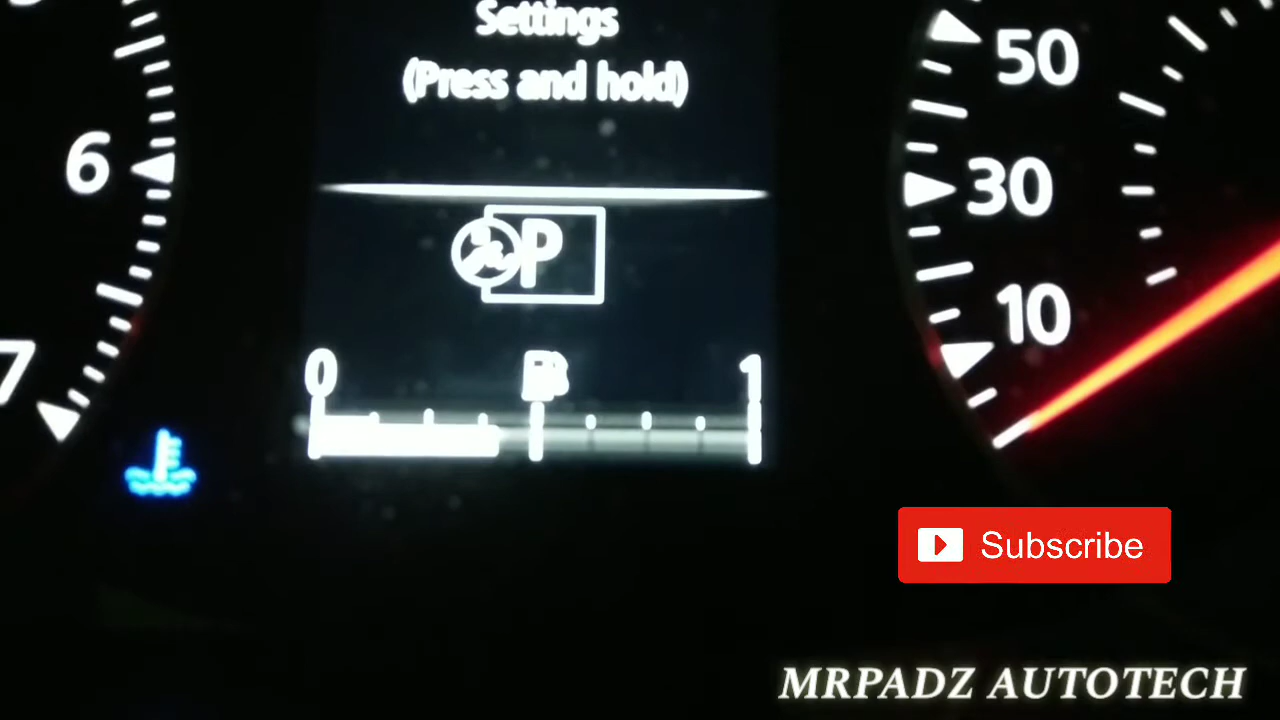 Settings
(Press and hold)
50
6
30
P
10
7
0
1
Subscribe
MRPADZ AUTOTECH